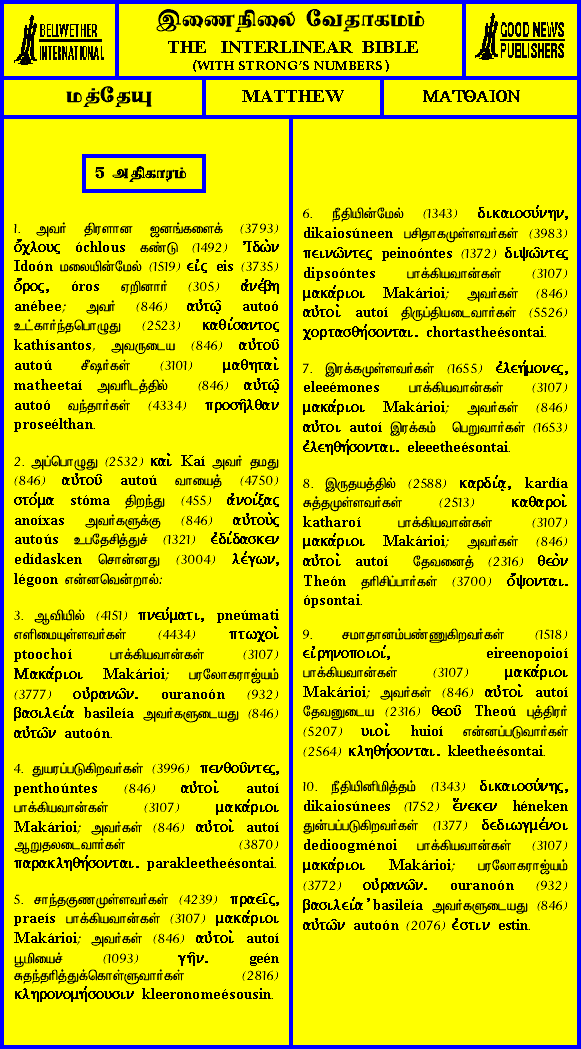 BELLWETHER
INTERNATIONAL
இணைநிலை வேதாகமம்
THE INTERLINEAR BIBLE
(WITH STRONG'S NUMBERS)
GOOD NEWS
PUBLISHERS
மத்தேயு
MATTHEW
ΜΑΤΘΑΙΟΝ
5 அதிகாரம்
1. அவர் திரளான ஜனங்களைக் (3793)
ὄχλους óchlous கண்டு (1492) Ἰδὼν
Idoón மலையின்மேல் (1519) εἰς eis (3735)
ὄρος, óros ஏறினார் (305) ἀνέβη
anébee; அவர் (846) αὐτῷ autoó
உட்கார்ந்தபொழுது (2523) καθίσαντος
kathísantos, அவருடைய (846) αὐτοῦ
autoú சீஷர்கள் (3101) μαθηταὶ
matheetaí அவரிடத்தில் (846) αὐτῷ
autoó வந்தார்கள் (4334) προσῆλθαν
proseélthan.
2. அப்பொழுது (2532) καὶ Kaí அவர் தமது
(846) αὐτοῦ autoú வாயைத் (4750)
στόμα stóma திறந்து (455) ἀνοίξας
anoíxas அவர்களுக்கு (846) αὐτοὺς
autoús உபதேசித்துச் (1321) ἐδίδασκεν
edídasken சொன்னது (3004) λέγων,
légoon என்னவென்றால்:
3. ஆவியில் (4151) πνεύματι, pneúmati
எளிமையுள்ளவர்கள் (4434) πτωχοὶ
ptoochoí பாக்கியவான்கள் (3107)
Μακάριοι Makárioi; பரலோகராஜ்யம்
(3777) οὐρανῶν. ouranoón (932)
βασιλεία basileía அவர்களுடையது (846)
αὐτῶν autoón.
4. துயரப்படுகிறவர்கள் (3996) πενθοῦντες,
penthoúntes (846) αὐτοὶ autoí
பாக்கியவான்கள் (3107) μακάριοι
Makárioi; அவர்கள் (846) αὐτοὶ autoí
ஆறுதலடைவார்கள் (3870)
παρακληθήσονται. parakleetheésontai.
5. சாந்தகுணமுள்ளவர்கள் (4239) πραεῖς,
praeís பாக்கியவான்கள் (3107) μακάριοι
Makárioi; அவர்கள் (846) αὐτοὶ autoí
பூமியைச் (1093) γῆν. geén
சுதந்தரித்துக்கொள்ளுவார்கள் (2816)
κληρονομήσουσιν kleeronomeésousin.
6. நீதியின்மேல் (1343) δικαιοσύνην,
dikaiosúneen பசிதாகமுள்ளவர்கள் (3983)
πεινῶντες peinoóntes (1372) διψῶντες
dipsoóntes பாக்கியவான்கள் (3107)
μακάριοι Makárioi; அவர்கள் (846)
αὐτοὶ autoí திருப்தியடைவார்கள் (5526)
χορτασθήσονται. chortastheésontai.
7. இரக்கமுள்ளவர்கள் (1655) ἐλεήμονες,
eleeémones பாக்கியவான்கள் (3107)
μακάριοι Makárioi; அவர்கள் (846)
αὐτοι autoí இரக்கம் பெறுவார்கள் (1653)
ἐλεηθήσονται. eleeetheésontai.
8. இருதயத்தில் (2588) καρδίᾳ, kardía
சுத்தமுள்ளவர்கள் (2513) καθαροὶ
katharoí பாக்கியவான்கள் (3107)
μακάριοι Makárioi; அவர்கள் (846)
αὐτοὶ autoí தேவனைத் (2316) θεὸν
Theón தரிசிப்பார்கள் (3700) ὄψονται.
ópsontai.
9. சமாதானம்பண்ணுகிறவர்கள் (1518)
εἰρηνοποιοί, eireenopoioí
பாக்கியவான்கள் (3107) μακάριοι
Makárioi; அவர்கள் (846) αὐτοὶ autoí
தேவனுடைய (2316) θεοῦ Theoú புத்திரர்
(5207) υιοὶ huioí என்னப்படுவார்கள்
(2564) κληθήσονται. kleetheésontai.
10. நீதியினிமித்தம் (1343) δικαιοσύνης,
dikaiosúnees (1752) ἕνεκεν héneken
துன்பப்படுகிறவர்கள் (1377) δεδιωγμένοι
dedioogménoi பாக்கியவான்கள் (3107)
μακάριοι Makárioi; பரலோகராஜ்யம்
(3772) οὐρανῶν. ouranoón (932)
βασιλεία ' basileía அவர்களுடையது (846)
αὐτῶν autoón (2076) ἐστιν estin.